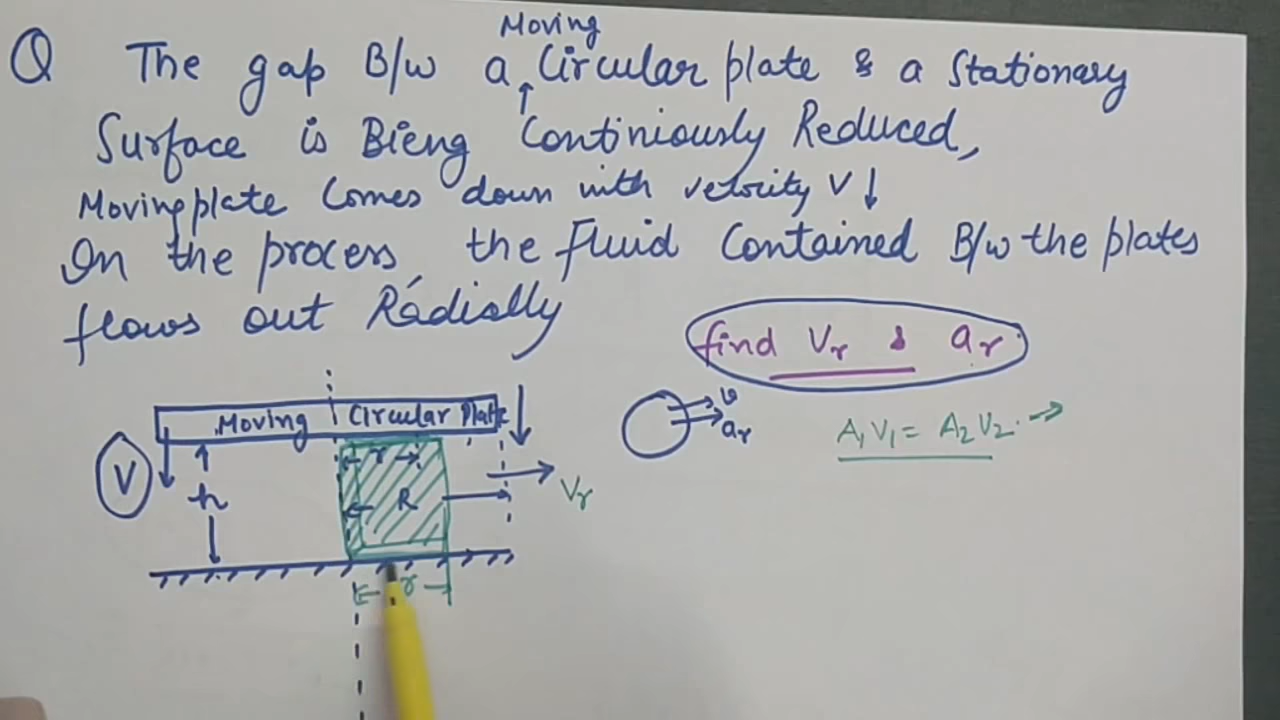 Moving
Q The gap B/w a Circular plate & a Stationary
Surface is Bieng Continiously Reduced,
Moving plate Comes down with velocity V ↓
In the process, the Fluid Contained B/w the plates
flows out Radially
find Vr & ar
Moving Circular Plate
V
h
r
R
Vr
r
v
ar
A1V1 = A2V2.